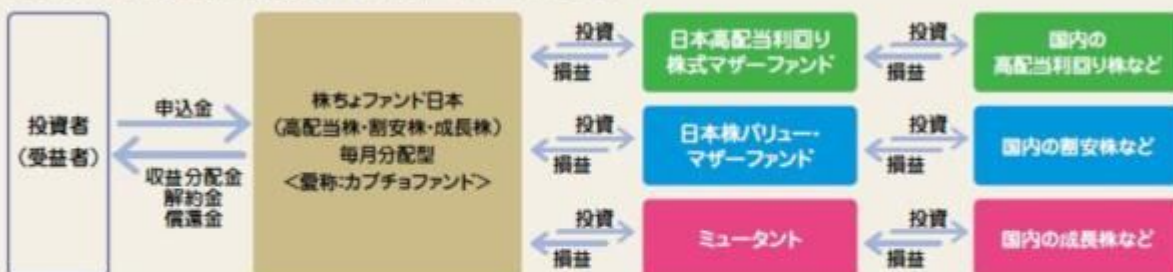 投資者
（受益者）
申込金
収益分配金
解約金
償還金
株ちょファンド日本
（高配当株・割安株・成長株）
毎月分配型
＜愛称：カブチョファンド＞
投資
損益
日本高配当利回り
株式マザーファンド
投資
損益
国内の
高配当利回り株など
投資
損益
日本株バリュー・
マザーファンド
投資
損益
国内の割安株など
投資
損益
ミュータント
投資
損益
国内の成長株など